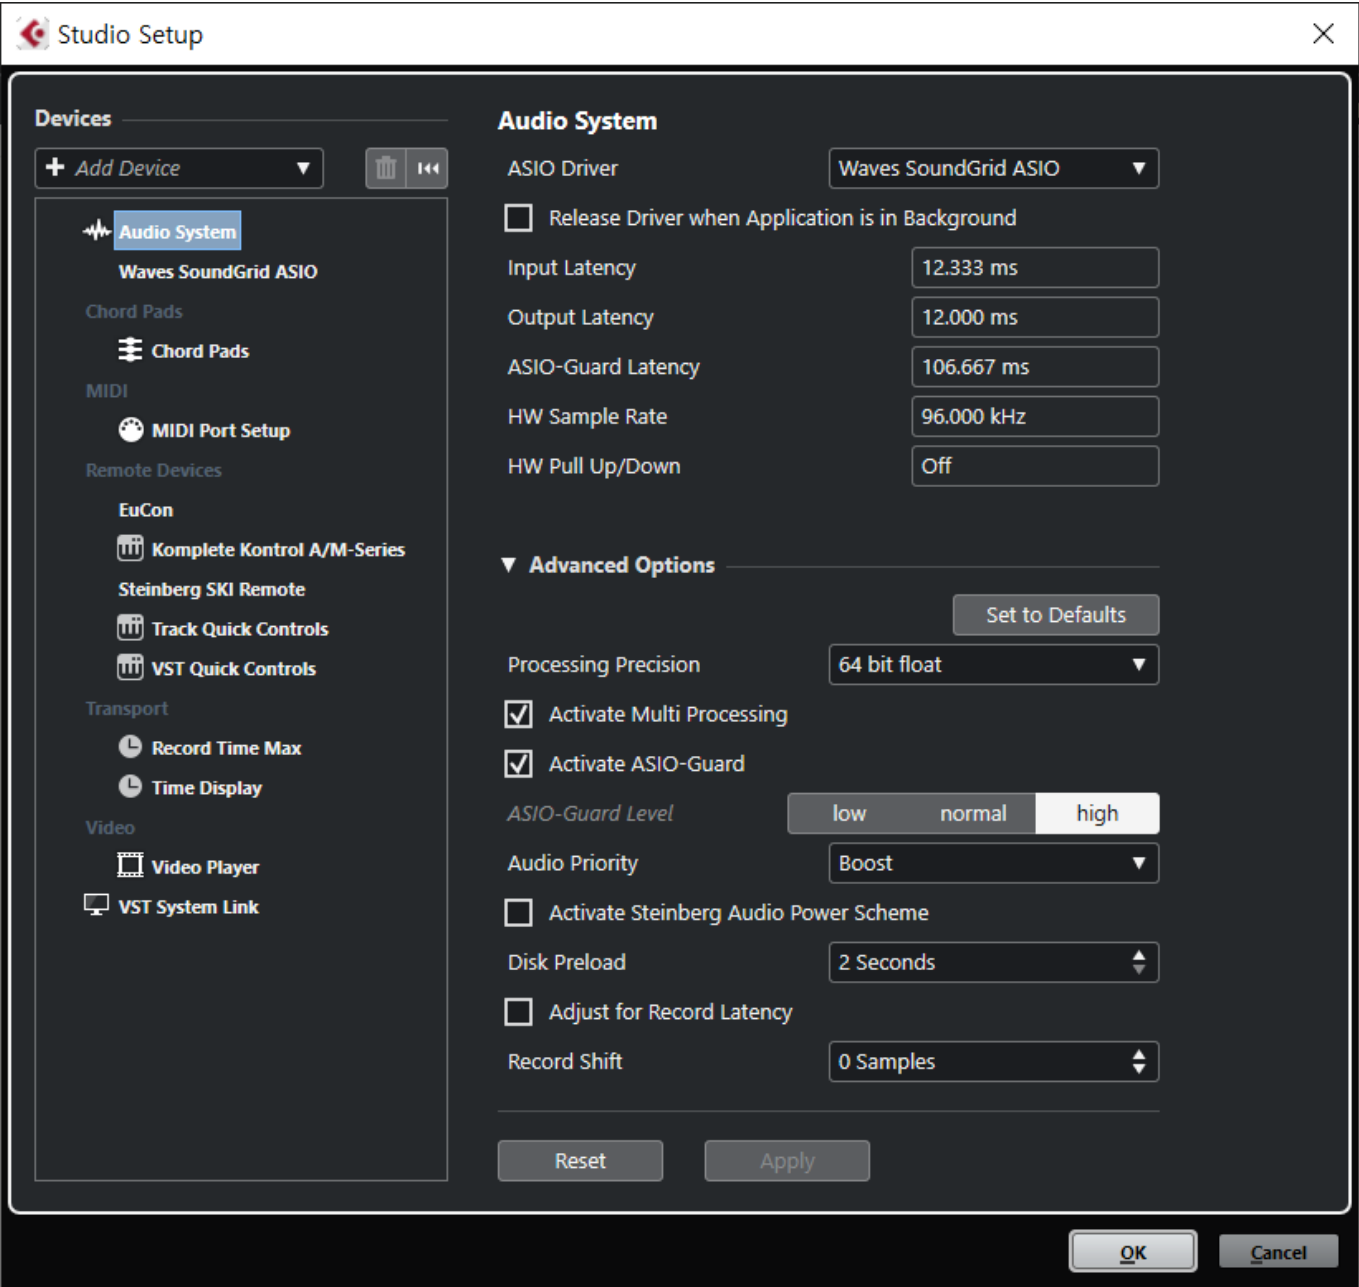 Studio Setup
Devices
Add Device
Audio System
Waves SoundGrid ASIO
Chord Pads
Chord Pads
MIDI
MIDI Port Setup
Remote Devices
EuCon
Komplete Kontrol A/M-Series
Steinberg SKI Remote
Track Quick Controls
VST Quick Controls
Transport
Record Time Max
Time Display
Video
Video Player
VST System Link
Audio System
ASIO Driver Waves SoundGrid ASIO
Release Driver when Application is in Background
Input Latency 12.333 ms
Output Latency 12.000 ms
ASIO-Guard Latency 106.667 ms
HW Sample Rate 96.000 kHz
HW Pull Up/Down Off
Advanced Options
Set to Defaults
Processing Precision 64 bit float
Activate Multi Processing
Activate ASIO-Guard
ASIO-Guard Level low normal high
Audio Priority Boost
Activate Steinberg Audio Power Scheme
Disk Preload 2 Seconds
Adjust for Record Latency
Record Shift 0 Samples
Reset Apply
OK Cancel